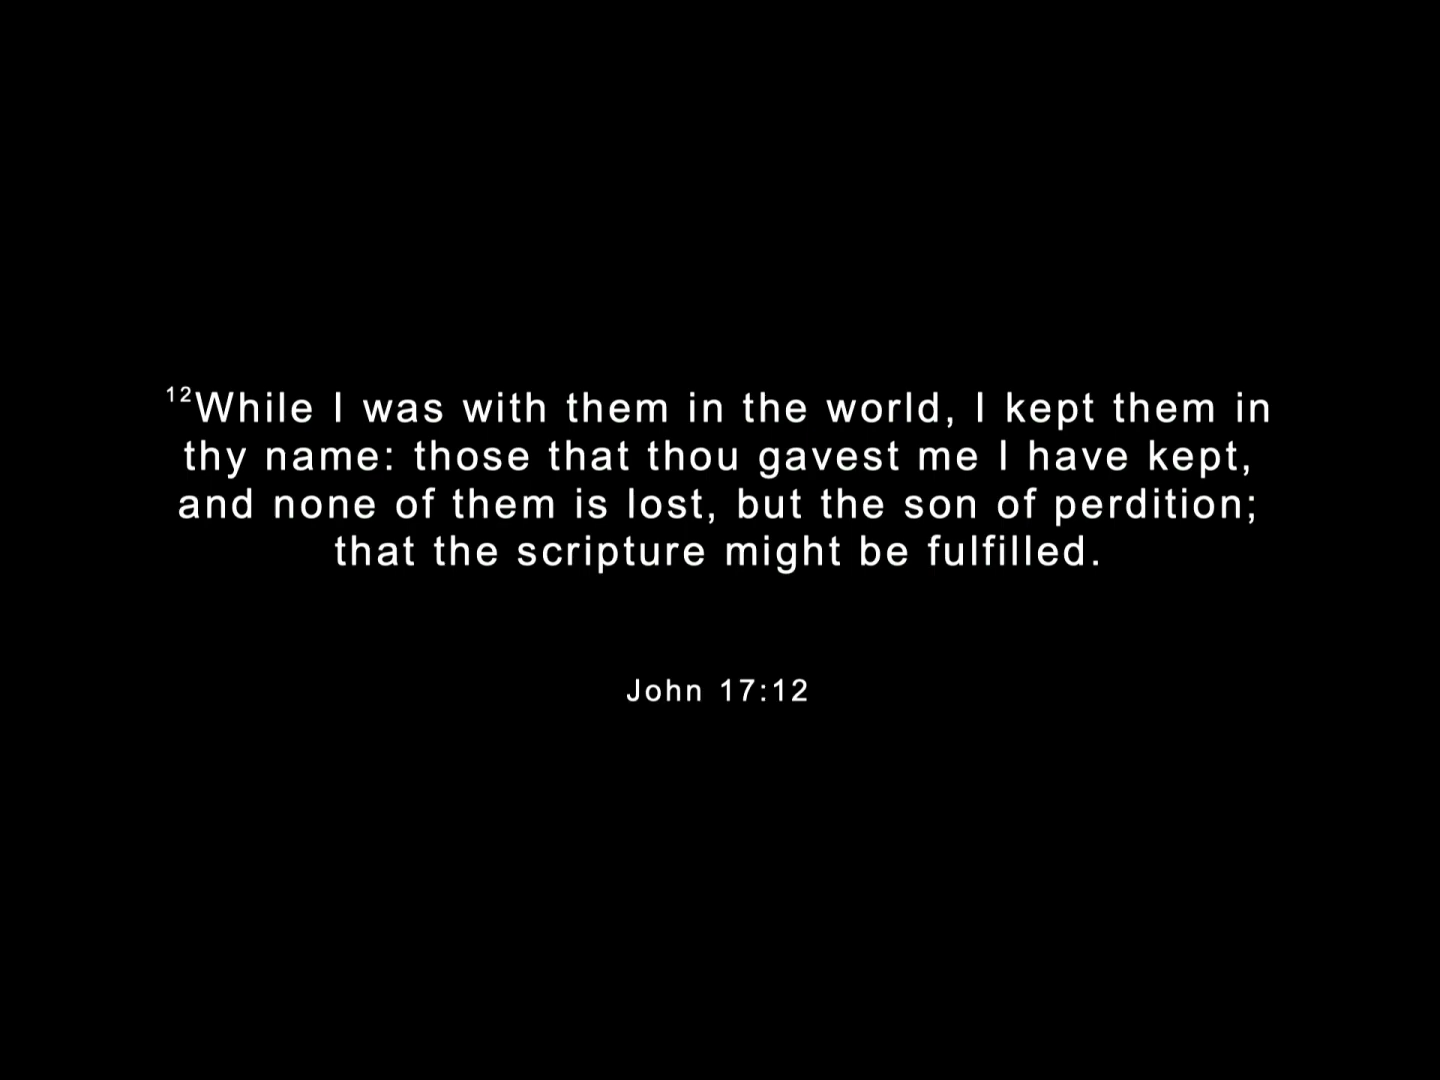 12While I was with them in the world, I kept them in
thy name: those that thou gavest me I have kept,
and none of them is lost, but the son of perdition;
that the scripture might be fulfilled.
John 17:12